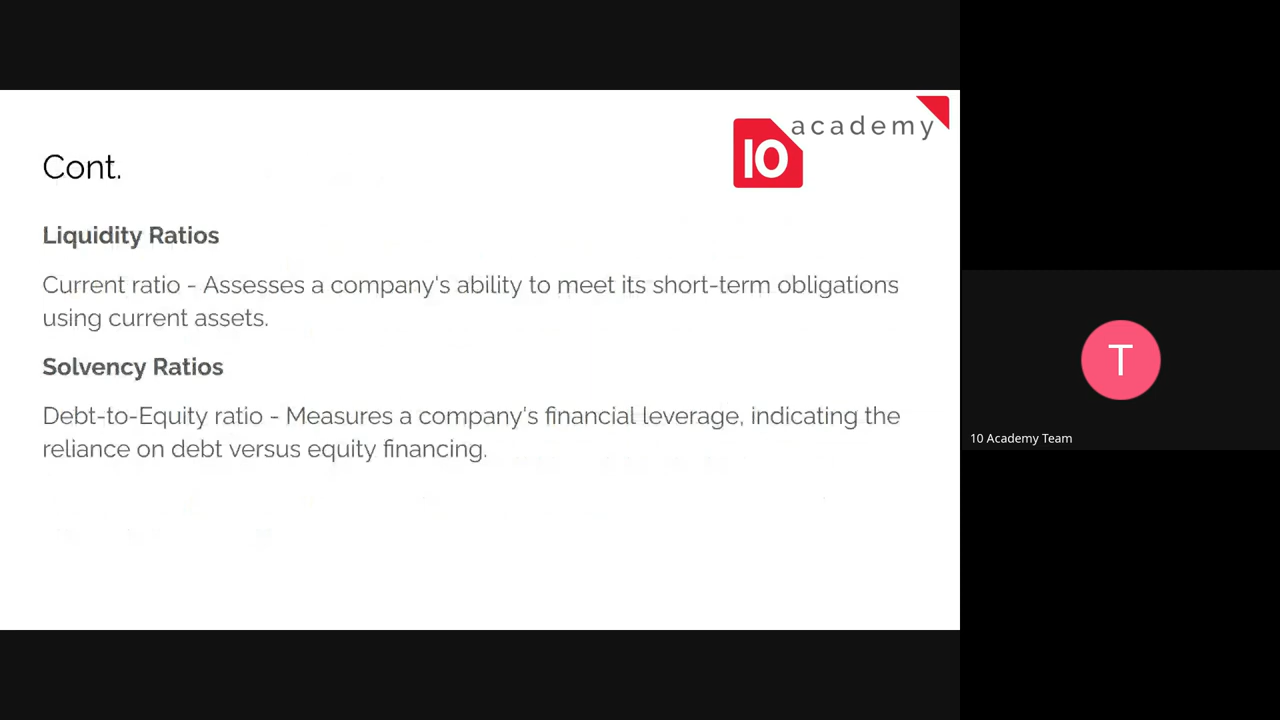 academy
10
Cont.
Liquidity Ratios
Current ratio - Assesses a company's ability to meet its short-term obligations
using current assets.
Solvency Ratios
Debt-to-Equity ratio - Measures a company's financial leverage, indicating the
reliance on debt versus equity financing.
T
10 Academy Team